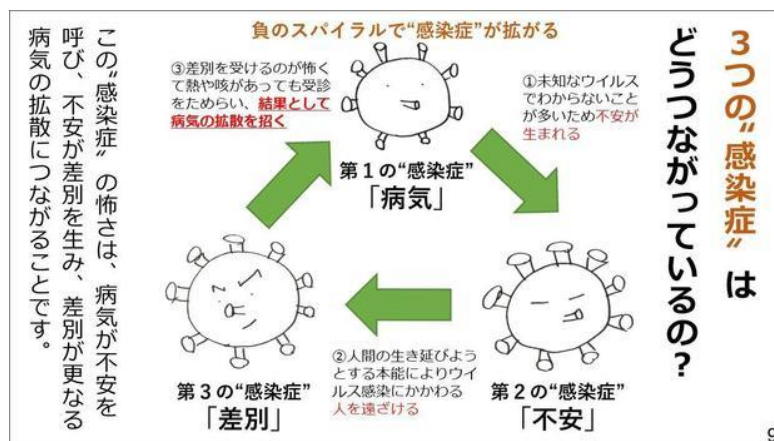 3つの“感染症”は
どうつながっているの？
負のスパイラルで“感染症”が拡がる
①未知なウイルス
でわからないこと
が多いため不安が
生まれる
第1の“感染症”
「病気」
第2の“感染症”
「不安」
②人間の生き延びよう
とする本能によりウイ
ルス感染にかかわる
人を遠ざける
第3の“感染症”
「差別」
③差別を受けるのが怖く
て熱や咳があっても受診
をためらい、結果として
病気の拡散を招く
この“感染症”の怖さは、病気が不安を
呼び、不安が差別を生み、差別が更なる
病気の拡散につながることです。
9